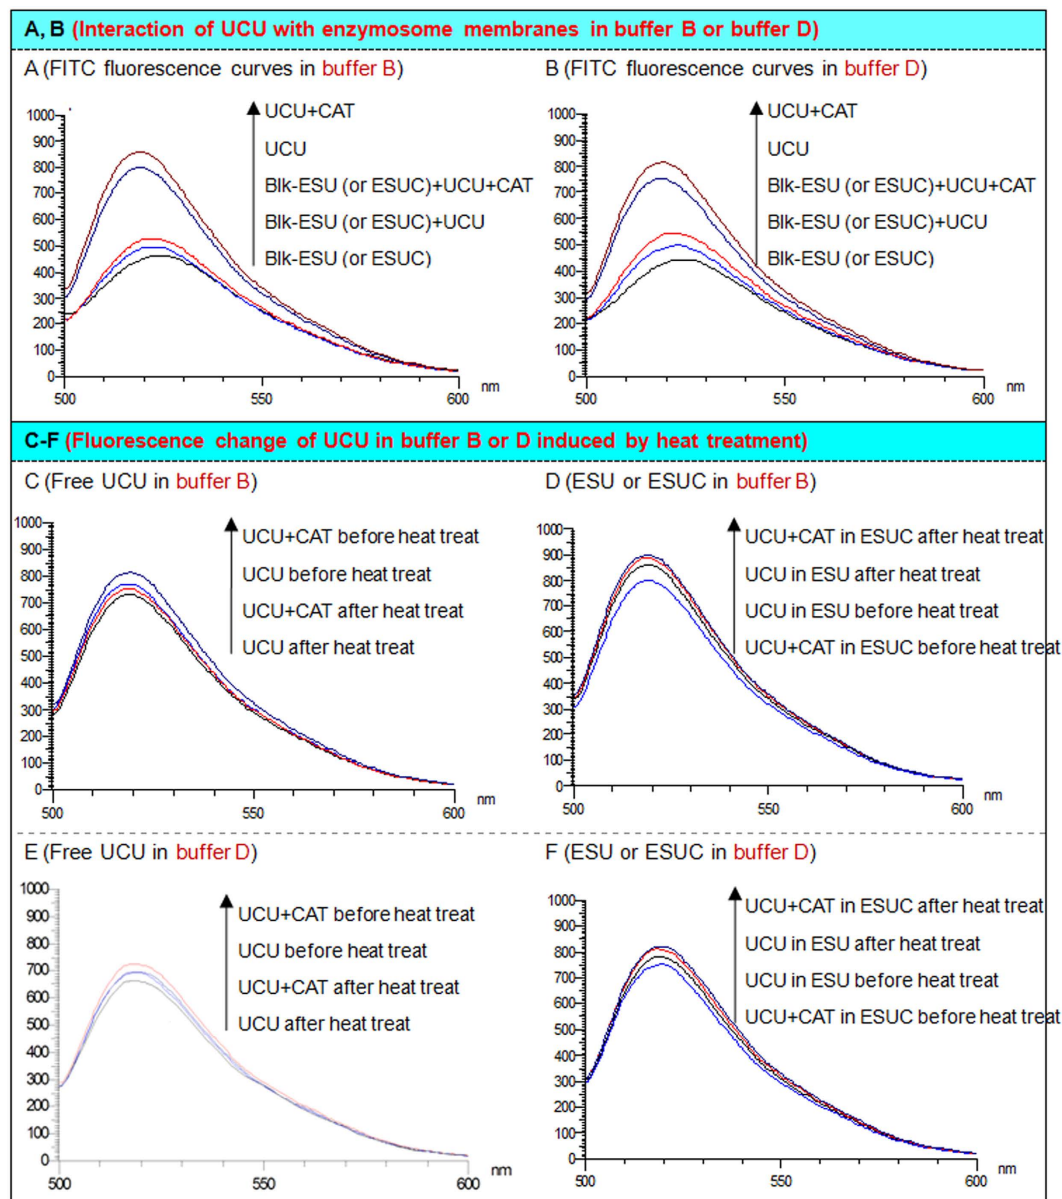 A, B (Interaction of UCU with enzymosome membranes in buffer B or buffer D)
A (FITC fluorescence curves in buffer B)
1000
900
800
700
600
500
400
300
200
100
0
500
550
600
nm
UCU+CAT
UCU
Blk-ESU (or ESUC)+UCU+CAT
Blk-ESU (or ESUC)+UCU
Blk-ESU (or ESUC)
B (FITC fluorescence curves in buffer D)
1000
900
800
700
600
500
400
300
200
100
0
500
550
600
nm
UCU+CAT
UCU
Blk-ESU (or ESUC)+UCU+CAT
Blk-ESU (or ESUC)+UCU
Blk-ESU (or ESUC)
C-F (Fluorescence change of UCU in buffer B or D induced by heat treatment)
C (Free UCU in buffer B)
1000
900
800
700
600
500
400
300
200
100
0
500
550
600
nm
UCU+CAT before heat treat
UCU before heat treat
UCU+CAT after heat treat
UCU after heat treat
D (ESU or ESUC in buffer B)
1000
900
800
700
600
500
400
300
200
100
0
500
550
600
nm
UCU+CAT in ESUC after heat treat
UCU in ESU after heat treat
UCU in ESU before heat treat
UCU+CAT in ESUC before heat treat
E (Free UCU in buffer D)
1000
900
800
700
600
500
400
300
200
100
0
500
550
600
nm
UCU+CAT before heat treat
UCU before heat treat
UCU+CAT after heat treat
UCU after heat treat
F (ESU or ESUC in buffer D)
1000
900
800
700
600
500
400
300
200
100
0
500
550
600
nm
UCU+CAT in ESUC after heat treat
UCU in ESU after heat treat
UCU in ESU before heat treat
UCU+CAT in ESUC before heat treat